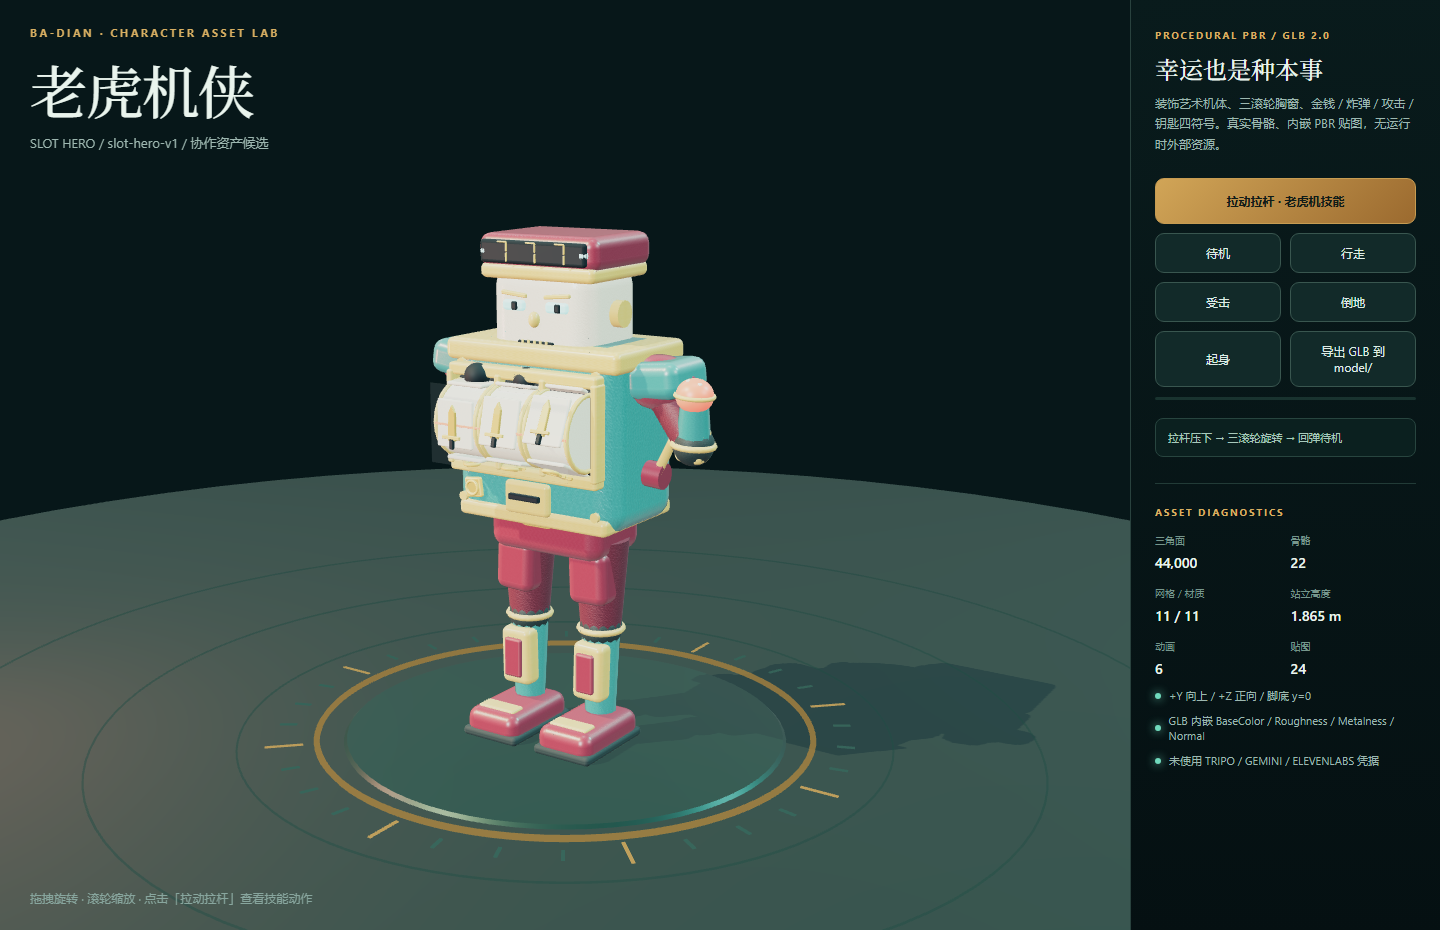 BA-DIAN · CHARACTER ASSET LAB
老虎机侠
SLOT HERO / slot-hero-v1 / 协作资产候选
拖拽旋转 · 滚轮缩放 · 点击「拉动拉杆」查看技能动作
PROCEDURAL PBR / GLB 2.0
幸运也是种本事
装饰艺术机体、三滚轮胸窗、金钱 / 炸弹 / 攻击 /
钥匙四符号。真实骨骼、内嵌 PBR 贴图，无运行
时外部资源。
拉动拉杆 · 老虎机技能
待机
行走
受击
倒地
起身
导出 GLB 到
model/
拉杆压下 → 三滚轮旋转 → 回弹待机
ASSET DIAGNOSTICS
三角面
骨骼
44,000
22
网格 / 材质
站立高度
11 / 11
1.865 m
动画
贴图
6
24
+Y 向上 / +Z 正向 / 脚底 y=0
GLB 内嵌 BaseColor / Roughness / Metalness /
Normal
未使用 TRIPO / GEMINI / ELEVENLABS 凭据